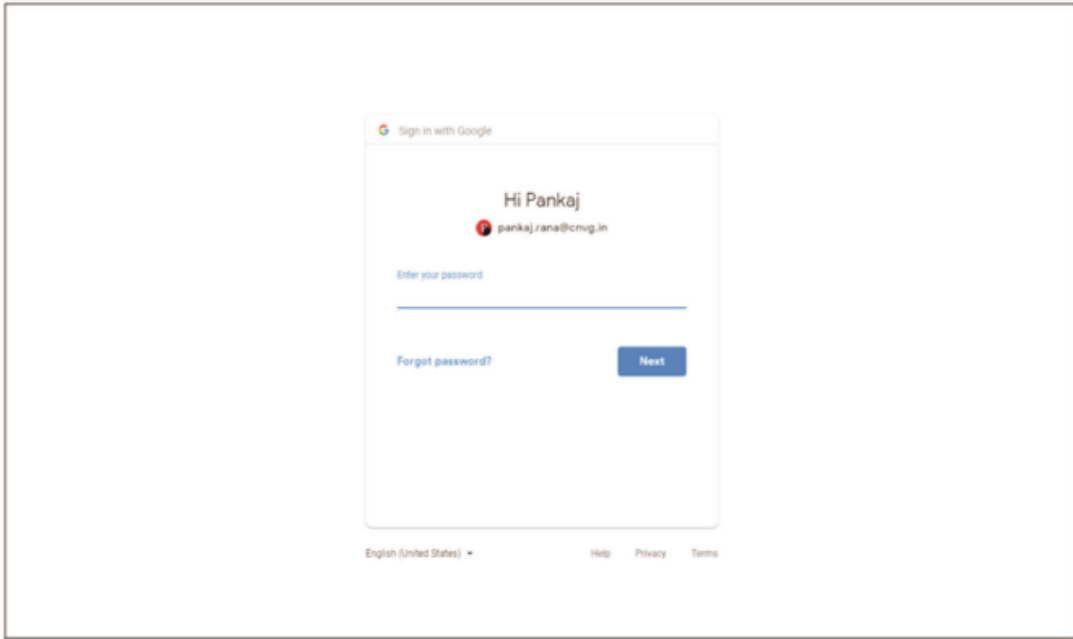 Sign in with Google
Hi Pankaj
P pankaj.rana@cnvg.in
Enter your password
Forgot password? Next
English (United States) Help Privacy Terms